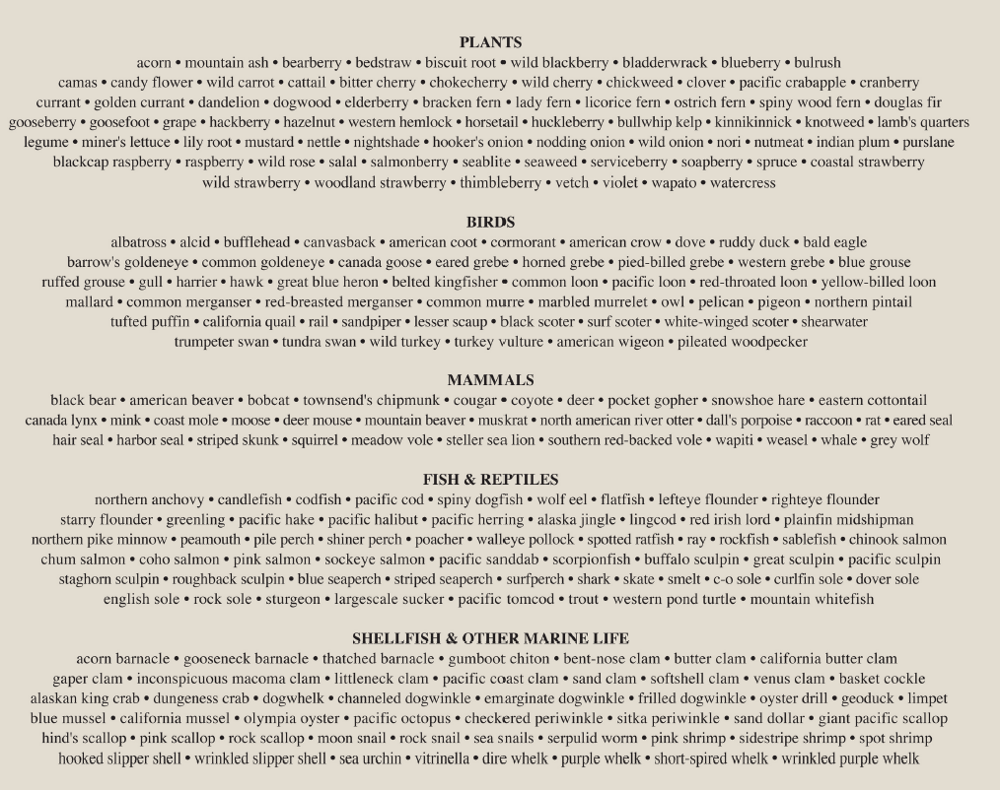 PLANTS
acorn • mountain ash • bearberry • bedstraw • biscuit root • wild blackberry • bladderwrack • blueberry • bulrush
camas • candy flower • wild carrot • cattail • bitter cherry • chokecherry • wild cherry • chickweed • clover • pacific crabapple • cranberry
currant • golden currant • dandelion • dogwood • elderberry • bracken fern • lady fern • licorice fern • ostrich fern • spiny wood fern • douglas fir
gooseberry • goosefoot • grape • hackberry • hazelnut • western hemlock • horsetail • huckleberry • bullwhip kelp • kinnikinnick • knotweed • lamb's quarters
legume • miner's lettuce • lily root • mustard • nettle • nightshade • hooker's onion • nodding onion • wild onion • nori • nutmeat • indian plum • purslane
blackcap raspberry • raspberry • wild rose • salal • salmonberry • seablite • seaweed • serviceberry • soapberry • spruce • coastal strawberry
wild strawberry • woodland strawberry • thimbleberry • vetch • violet • wapato • watercress
BIRDS
albatross • alcid • bufflehead • canvasback • american coot • cormorant • american crow • dove • ruddy duck • bald eagle
barrow's goldeneye • common goldeneye • canada goose • eared grebe • horned grebe • pied-billed grebe • western grebe • blue grouse
ruffed grouse • gull • harrier • hawk • great blue heron • belted kingfisher • common loon • pacific loon • red-throated loon • yellow-billed loon
mallard • common merganser • red-breasted merganser • common murre • marbled murrelet • owl • pelican • pigeon • northern pintail
tufted puffin • california quail • rail • sandpiper • lesser scaup • black scoter • surf scoter • white-winged scoter • shearwater
trumpeter swan • tundra swan • wild turkey • turkey vulture • american wigeon • pileated woodpecker
MAMMALS
black bear • american beaver • bobcat • townsend's chipmunk • cougar • coyote • deer • pocket gopher • snowshoe hare • eastern cottontail
canada lynx • mink • coast mole • moose • deer mouse • mountain beaver • muskrat • north american river otter • dall's porpoise • raccoon • rat • eared seal
hair seal • harbor seal • striped skunk • squirrel • meadow vole • steller sea lion • southern red-backed vole • wapiti • weasel • whale • grey wolf
FISH & REPTILES
northern anchovy • candlefish • codfish • pacific cod • spiny dogfish • wolf eel • flatfish • lefteye flounder • righteye flounder
starry flounder • greenling • pacific hake • pacific halibut • pacific herring • alaska jingle • lingcod • red irish lord • plainfin midshipman
northern pike minnow • peamouth • pile perch • shiner perch • poacher • walleye pollock • spotted ratfish • ray • rockfish • sablefish • chinook salmon
chum salmon • coho salmon • pink salmon • sockeye salmon • pacific sanddab • scorpionfish • buffalo sculpin • great sculpin • pacific sculpin
staghorn sculpin • roughback sculpin • blue seaperch • striped seaperch • surfperch • shark • skate • smelt • c-o sole • curlfin sole • dover sole
english sole • rock sole • sturgeon • largescale sucker • pacific tomcod • trout • western pond turtle • mountain whitefish
SHELLFISH & OTHER MARINE LIFE
acorn barnacle • gooseneck barnacle • thatched barnacle • gumboot chiton • bent-nose clam • butter clam • california butter clam
gaper clam • inconspicuous macoma clam • littleneck clam • pacific coast clam • sand clam • softshell clam • venus clam • basket cockle
alaskan king crab • dungeness crab • dogwhelk • channeled dogwinkle • emarginate dogwinkle • frilled dogwinkle • oyster drill • geoduck • limpet
blue mussel • california mussel • olympia oyster • pacific octopus • checkered periwinkle • sitka periwinkle • sand dollar • giant pacific scallop
hind's scallop • pink scallop • rock scallop • moon snail • rock snail • sea snails • serpulid worm • pink shrimp • sidestripe shrimp • spot shrimp
hooked slipper shell • wrinkled slipper shell • sea urchin • vitrinella • dire whelk • purple whelk • short-spired whelk • wrinkled purple whelk